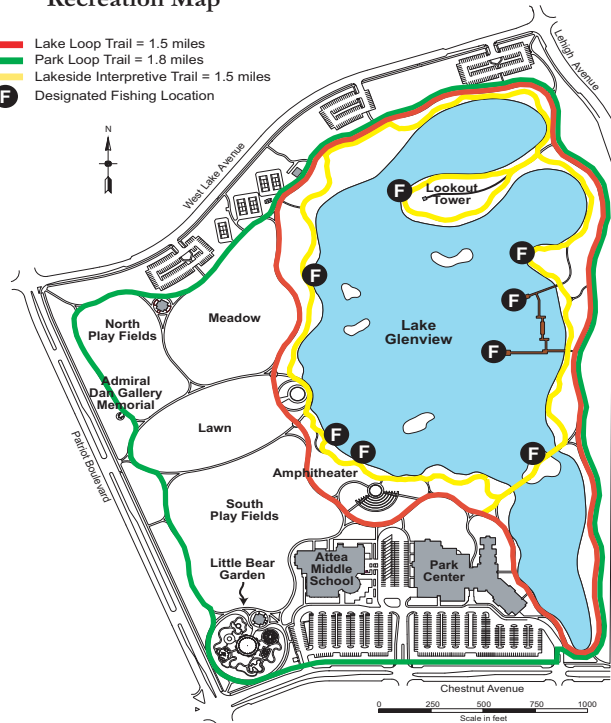 Recreation Map
Lake Loop Trail = 1.5 miles
Park Loop Trail = 1.8 miles
Lakeside Interpretive Trail = 1.5 miles
F Designated Fishing Location
N
Lehigh Avenue
West Lake Avenue
F
Lookout
Tower
F
F
F
Meadow
Lake
Glenview
North
Play Fields
F
Admiral
Dan Gallery
Memorial
Lawn
F
F
F
Patriot Boulevard
Amphitheater
South
Play Fields
Little Bear
Garden
Attea
Middle
School
Park
Center
Chestnut Avenue
0 250 500 750 1000
Scale in feet